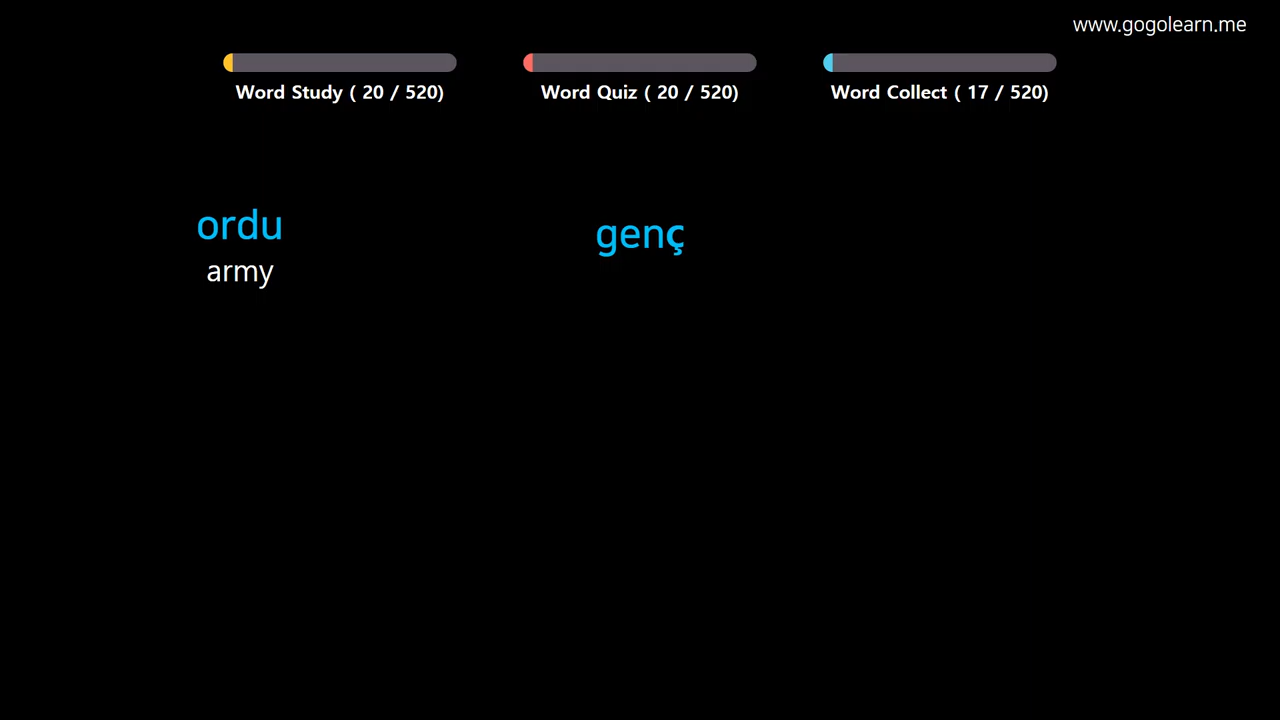 www.gogolearn.me
Word Study ( 20 / 520)
Word Quiz ( 20 / 520)
Word Collect ( 17 / 520)
ordu
army
genç